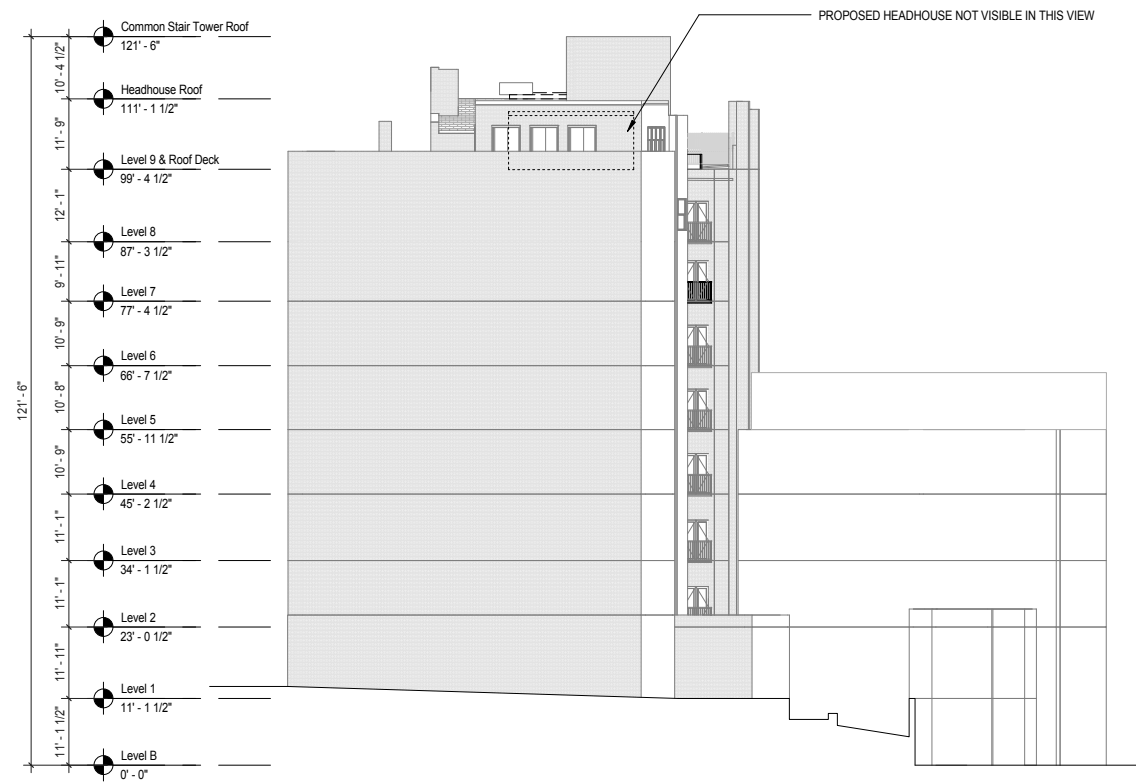 PROPOSED HEADHOUSE NOT VISIBLE IN THIS VIEW
Common Stair Tower Roof
121' - 6"
10' - 4 1/2"
Headhouse Roof
111' - 1 1/2"
11' - 9"
Level 9 & Roof Deck
99' - 4 1/2"
12' - 1"
Level 8
87' - 3 1/2"
9' - 11"
Level 7
77' - 4 1/2"
10' - 9"
Level 6
66' - 7 1/2"
121' - 6"
10' - 8"
Level 5
55' - 11 1/2"
10' - 9"
Level 4
45' - 2 1/2"
11' - 1"
Level 3
34' - 1 1/2"
11' - 1"
Level 2
23' - 0 1/2"
11' - 11"
Level 1
11' - 1 1/2"
11' - 1 1/2"
Level B
0' - 0"